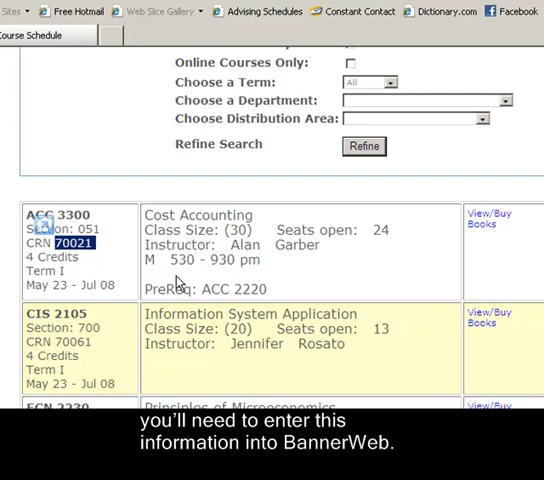 Sites Free Hotmail Web Slice Gallery Advising Schedules Constant Contact Dictionary.com Facebook
Course Schedule
Online Courses Only:
Choose a Term: All
Choose a Department:
Choose Distribution Area:
Refine Search Refine
ACC 3300
Section: 051
CRN 70021
4 Credits
Term I
May 23 - Jul 08
Cost Accounting
Class Size: (30) Seats open: 24
Instructor: Alan Garber
M 530 - 930 pm
PreReq: ACC 2220
View/Buy
Books
CIS 2105
Section: 700
CRN 70061
4 Credits
Term I
May 23 - Jul 08
Information System Application
Class Size: (20) Seats open: 13
Instructor: Jennifer Rosato
View/Buy
Books
ECN 2230
Principles of Microeconomics
View/Buy
you'll need to enter this
information into BannerWeb.